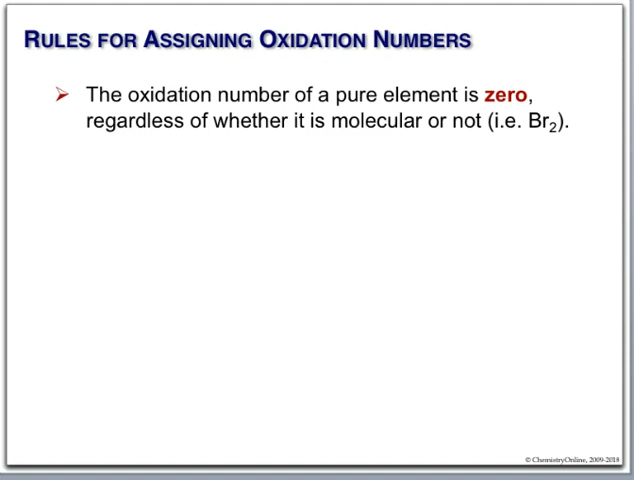 RULES FOR ASSIGNING OXIDATION NUMBERS
➢ The oxidation number of a pure element is zero,
regardless of whether it is molecular or not (i.e. Br₂).
© ChemistryOnline, 2009-2018